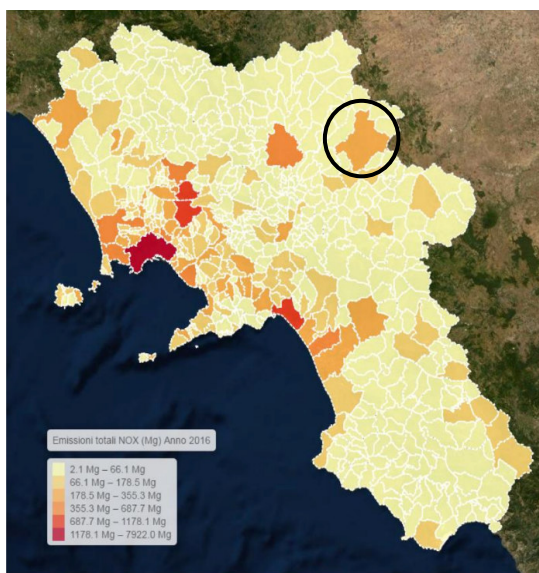 Emissioni totali NOX (Mg) Anno 2016
2.1 Mg – 66.1 Mg
66.1 Mg – 178.5 Mg
178.5 Mg – 355.3 Mg
355.3 Mg – 687.7 Mg
687.7 Mg – 1178.1 Mg
1178.1 Mg – 7922.0 Mg